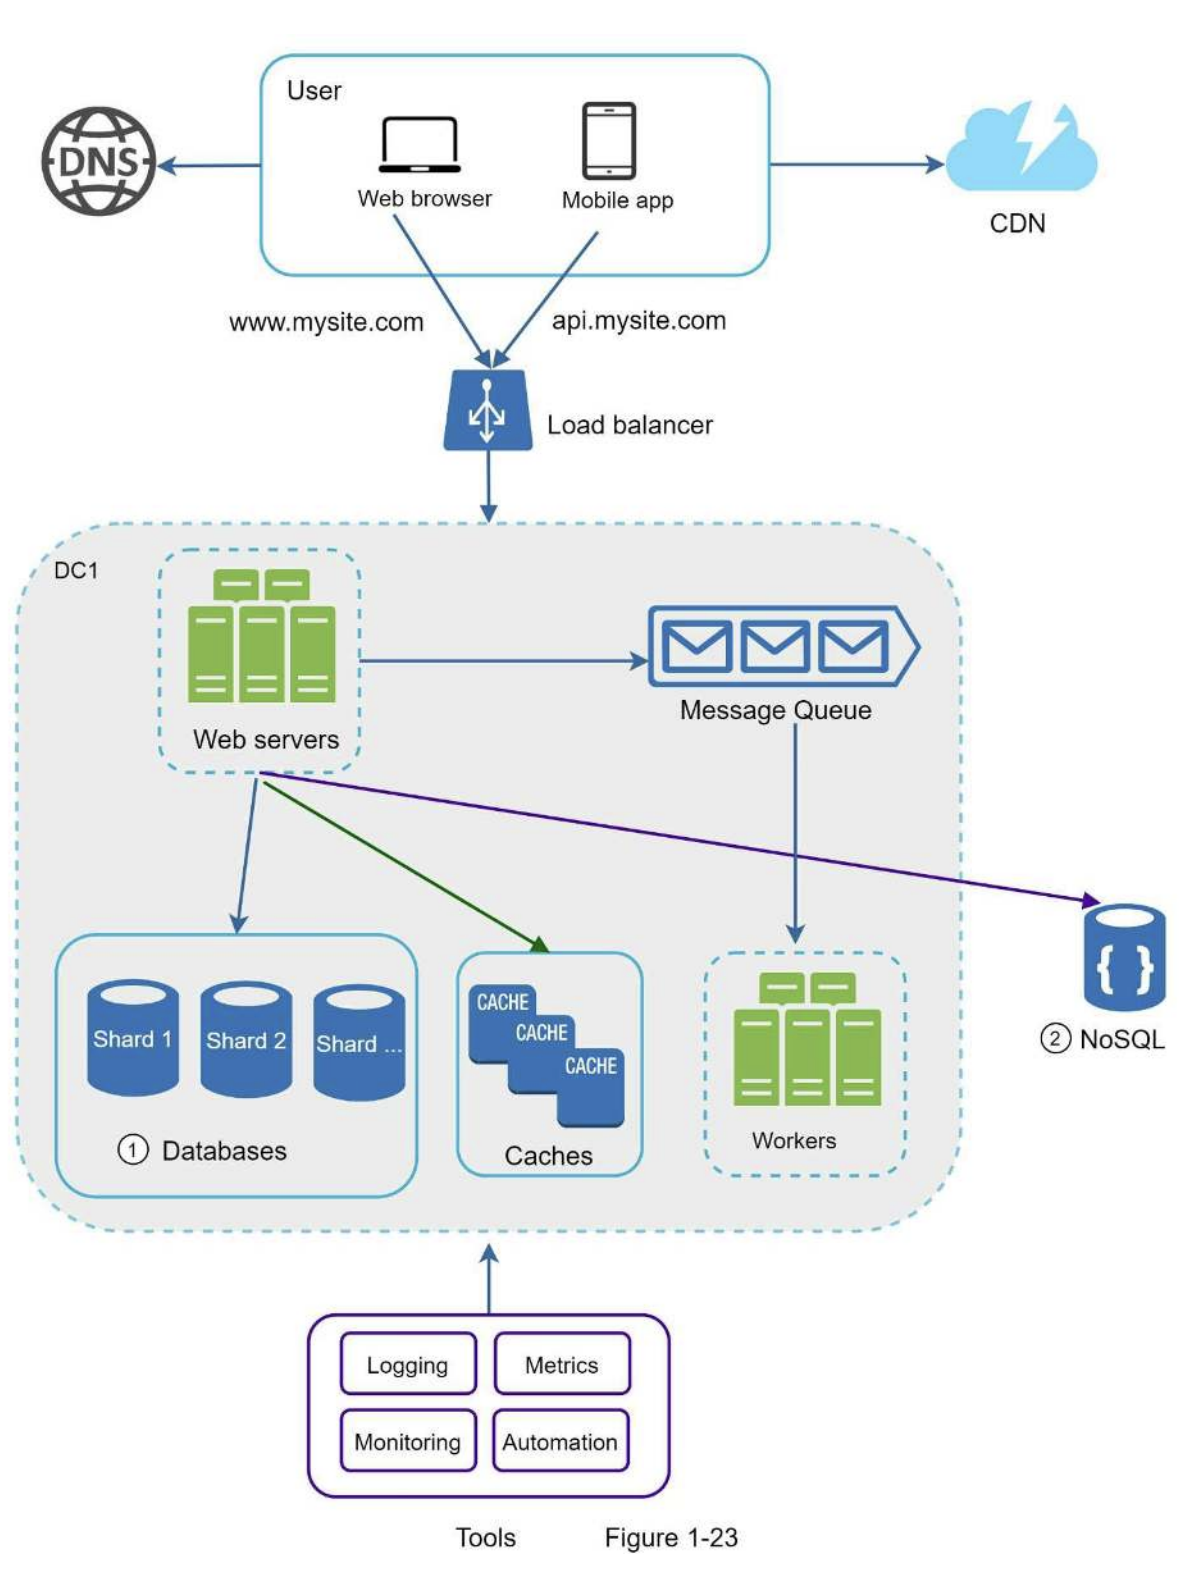 User
DNS
Web browser
Mobile app
CDN
www.mysite.com
api.mysite.com
Load balancer
DC1
Web servers
Message Queue
Shard 1
Shard 2
Shard ...
① Databases
CACHE
CACHE
CACHE
Caches
Workers
② NoSQL
Logging
Metrics
Monitoring
Automation
Tools
Figure 1-23